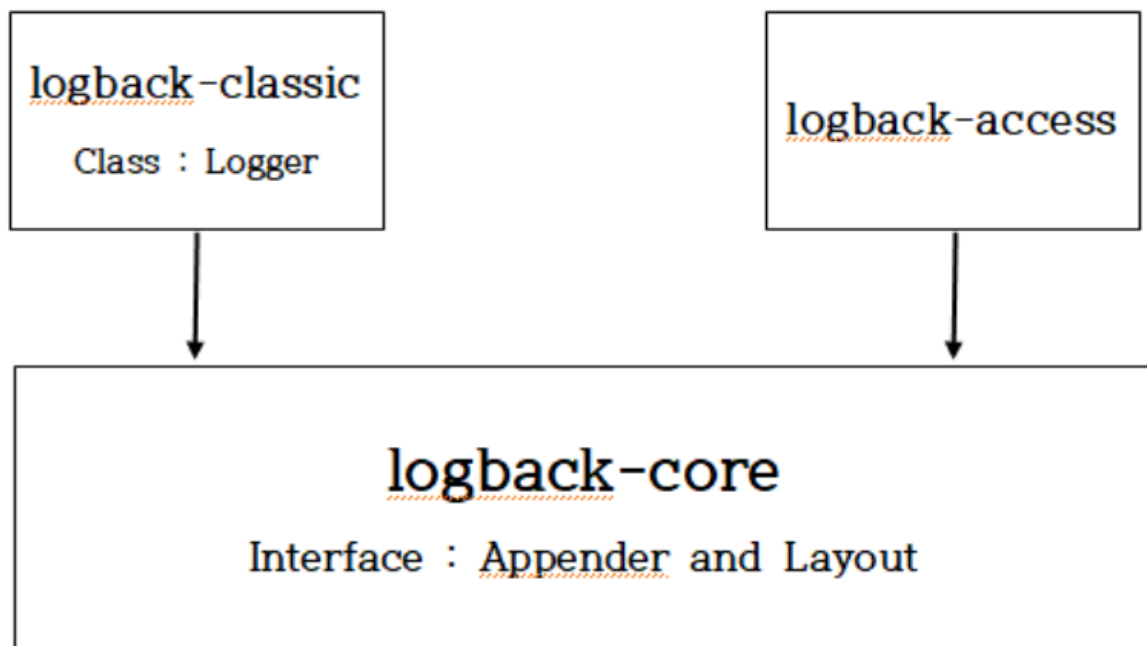 logback-classic
Class : Logger
logback-access
logback-core
Interface : Appender and Layout